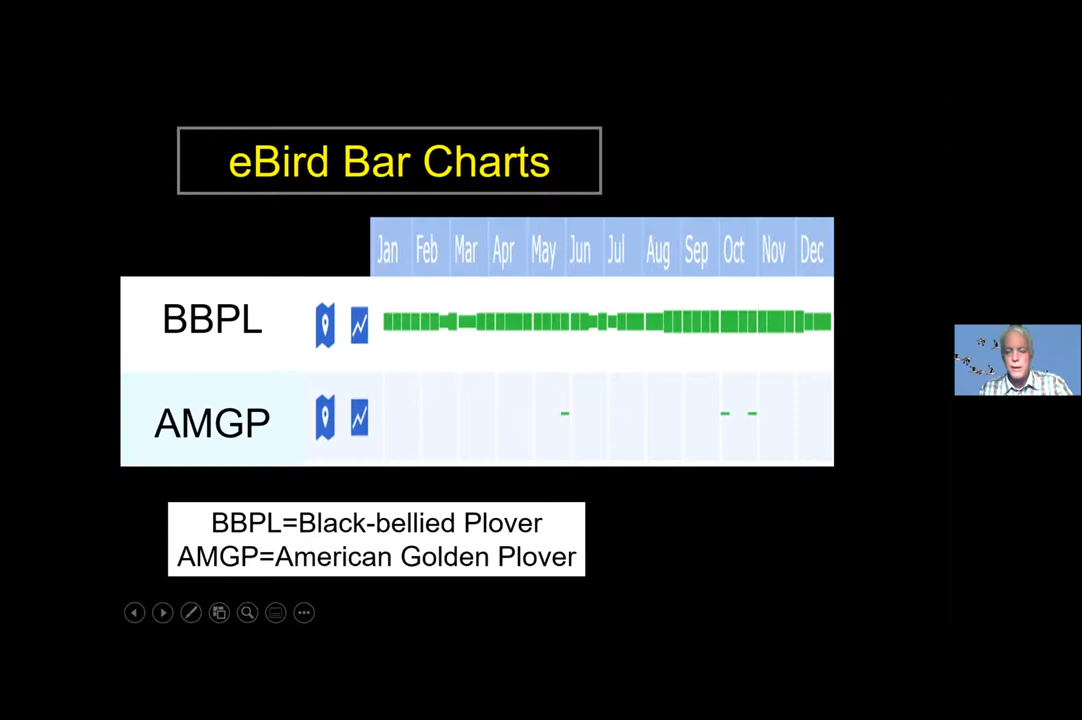 eBird Bar Charts
Jan Feb Mar Apr May Jun Jul Aug Sep Oct Nov Dec
BBPL
AMGP
BBPL=Black-bellied Plover
AMGP=American Golden Plover